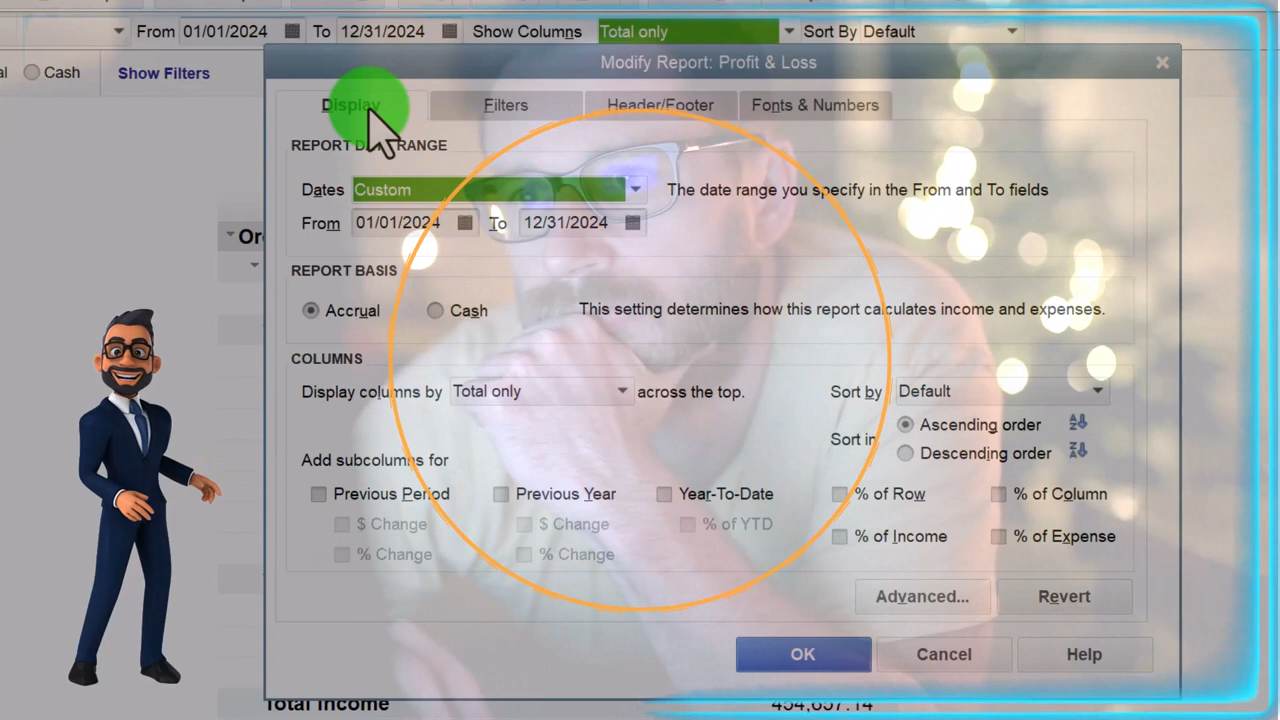 From 01/01/2024 To 12/31/2024 Show Columns Total only Sort By Default
Cash Show Filters
Modify Report: Profit & Loss
Display Filters Header/Footer Fonts & Numbers
REPORT RANGE
Dates Custom The date range you specify in the From and To fields
From 01/01/2024 To 12/31/2024
REPORT BASIS
Accrual Cash This setting determines how this report calculates income and expenses.
COLUMNS
Display columns by Total only across the top. Sort by Default
Ascending order
Sort in
Descending order
Add subcolumns for
Previous Period Previous Year Year-To-Date % of Row % of Column
$ Change $ Change % of YTD
% Change % Change % of Income % of Expense
Advanced... Revert
OK Cancel Help
Total Income 454,657.14